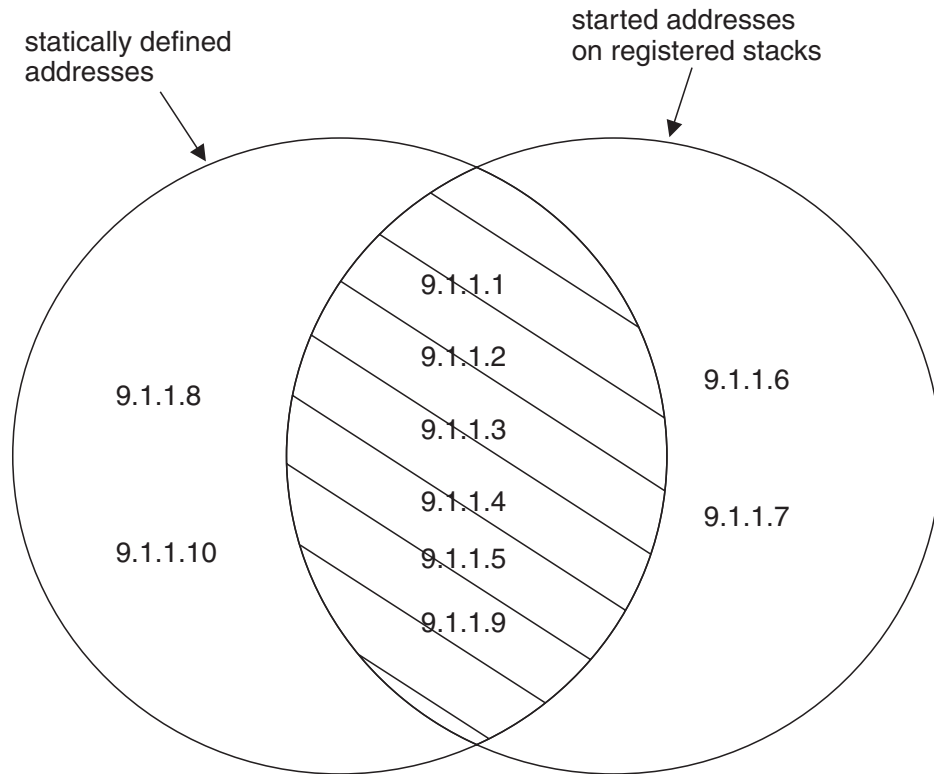 statically defined
addresses
started addresses
on registered stacks
9.1.1.1
9.1.1.2
9.1.1.3
9.1.1.4
9.1.1.5
9.1.1.9
9.1.1.8
9.1.1.10
9.1.1.6
9.1.1.7